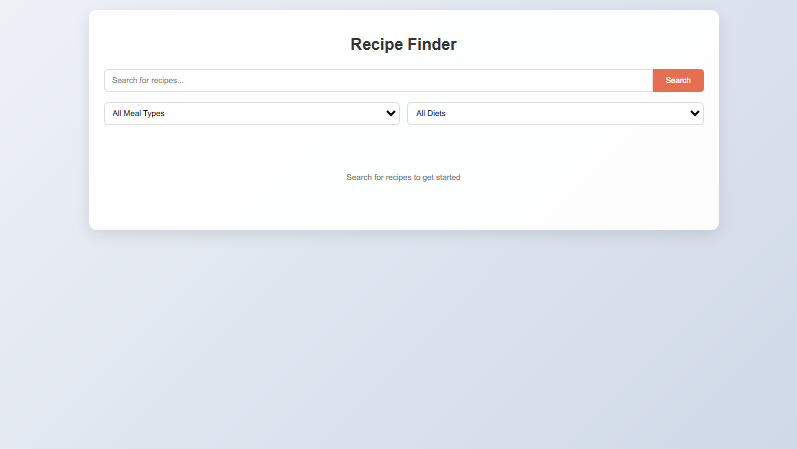 Recipe Finder
Search for recipes...
Search
All Meal Types
All Diets
Search for recipes to get started